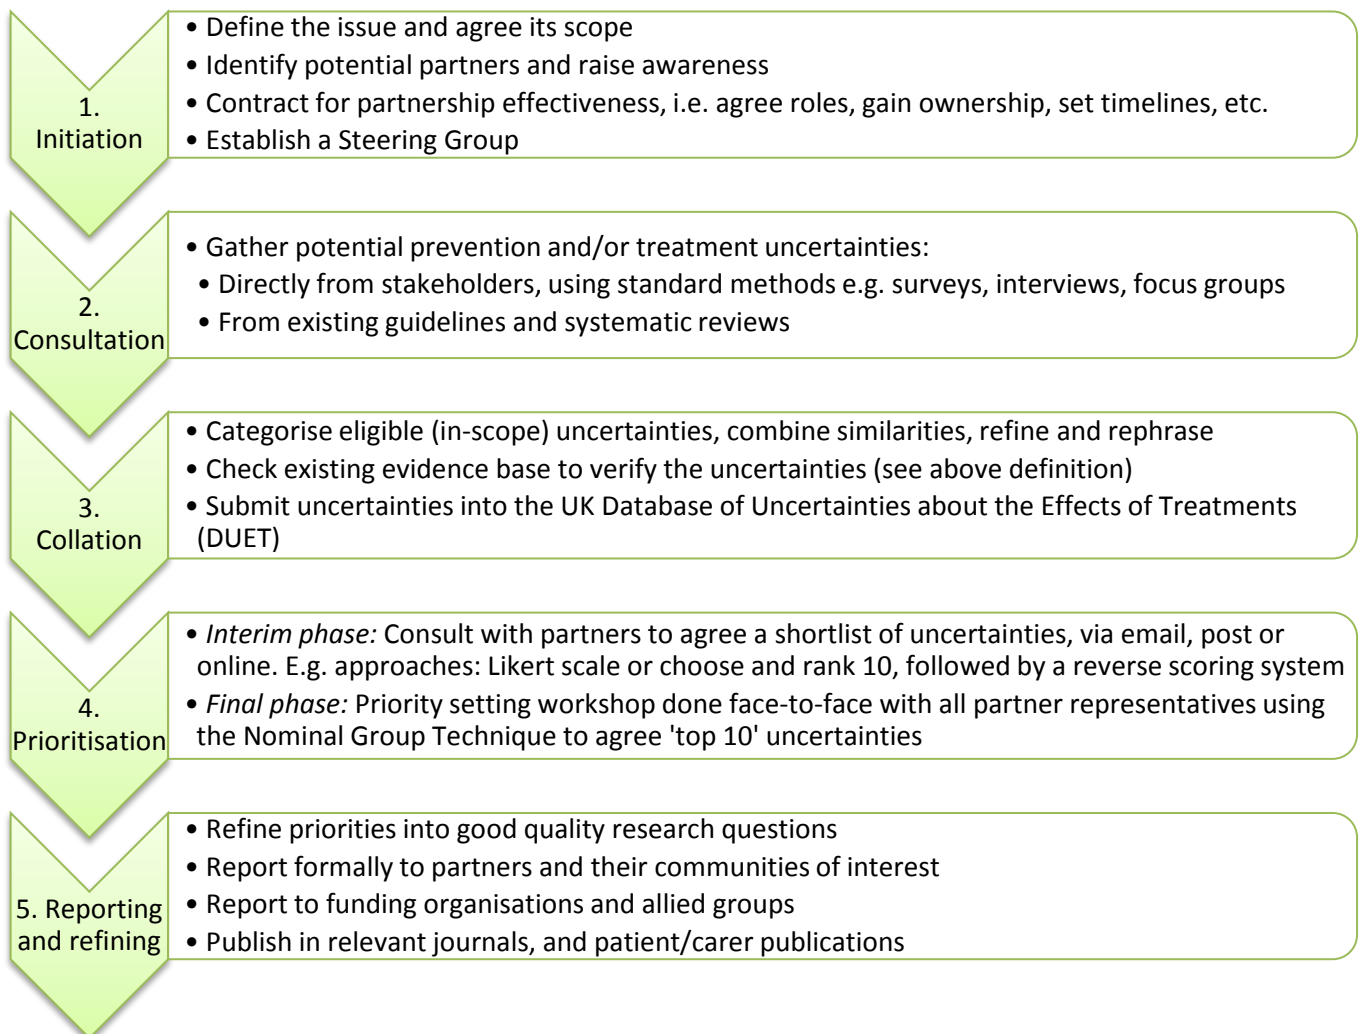 1.
Initiation
• Define the issue and agree its scope
• Identify potential partners and raise awareness
• Contract for partnership effectiveness, i.e. agree roles, gain ownership, set timelines, etc.
• Establish a Steering Group
2.
Consultation
• Gather potential prevention and/or treatment uncertainties:
• Directly from stakeholders, using standard methods e.g. surveys, interviews, focus groups
• From existing guidelines and systematic reviews
3.
Collation
• Categorise eligible (in-scope) uncertainties, combine similarities, refine and rephrase
• Check existing evidence base to verify the uncertainties (see above definition)
• Submit uncertainties into the UK Database of Uncertainties about the Effects of Treatments
(DUET)
4.
Prioritisation
• Interim phase: Consult with partners to agree a shortlist of uncertainties, via email, post or
online. E.g. approaches: Likert scale or choose and rank 10, followed by a reverse scoring system
• Final phase: Priority setting workshop done face-to-face with all partner representatives using
the Nominal Group Technique to agree 'top 10' uncertainties
5. Reporting
and refining
• Refine priorities into good quality research questions
• Report formally to partners and their communities of interest
• Report to funding organisations and allied groups
• Publish in relevant journals, and patient/carer publications